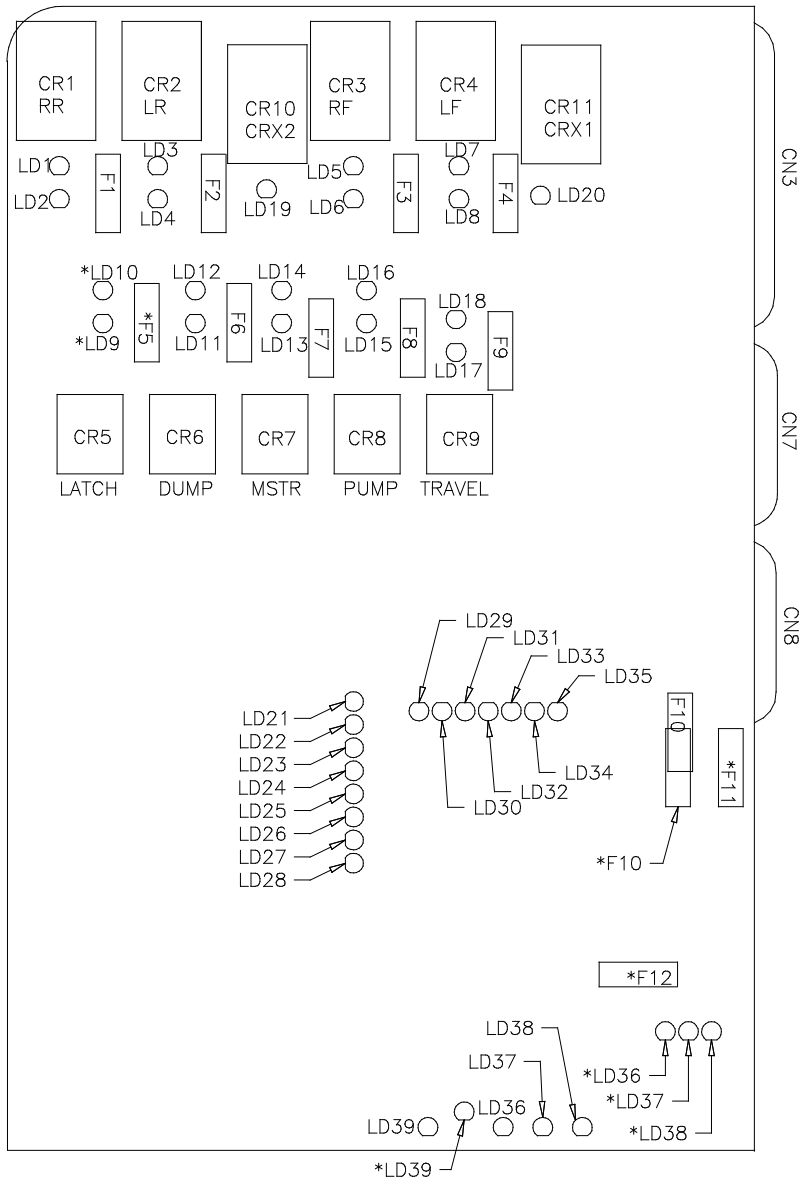 CR1
RR
CR2
LR
CR10
CRX2
CR3
RF
CR4
LF
CR11
CRX1
CN3
LD1
LD2
F1
LD3
LD4
F2
LD19
LD5
LD6
F3
LD7
LD8
F4
LD20
*LD10
*LD9
*F5
LD12
LD11
F6
LD14
LD13
F7
LD16
LD15
F8
LD18
LD17
F9
CN7
CR5
CR6
CR7
CR8
CR9
LATCH
DUMP
MSTR
PUMP
TRAVEL
CN8
LD29
LD31
LD33
LD35
LD21
LD22
LD23
LD24
LD25
LD26
LD27
LD28
LD34
LD32
LD30
F10
*F11
*F10
*F12
LD38
LD37
*LD36
*LD37
*LD38
LD39
LD36
*LD39